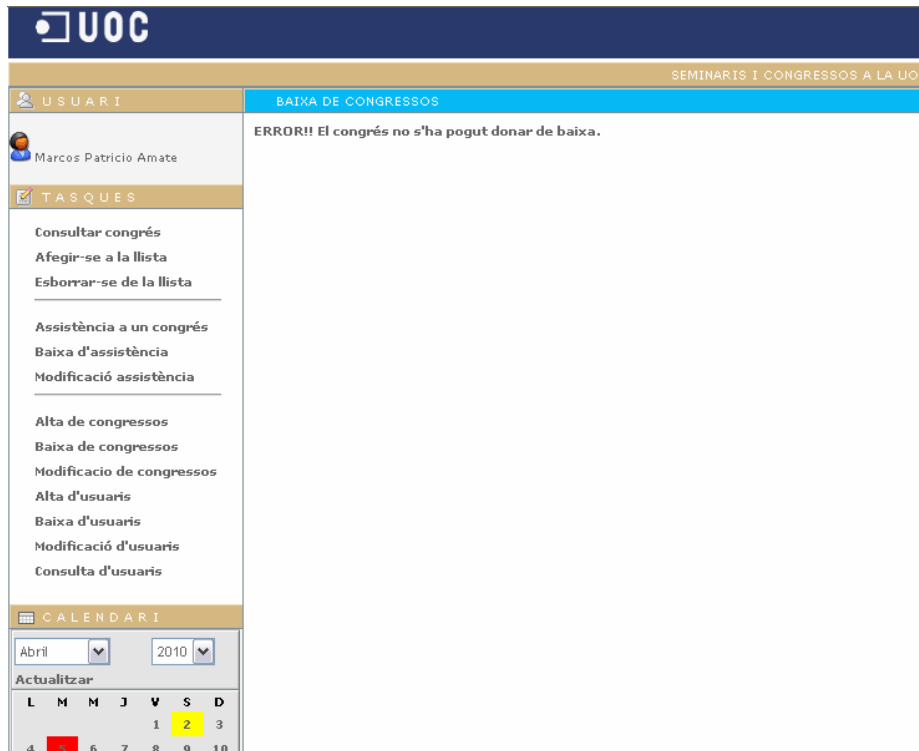 UOC
SEMINARIS I CONGRESSOS A LA UO
USUARI
Marcos Patricio Amate
TASQUES
Consultar congrés
Afegir-se a la llista
Esborrar-se de la llista
Assistència a un congrés
Baixa d'assistència
Modificació assistència
Alta de congressos
Baixa de congressos
Modificacio de congressos
Alta d'usuaris
Baixa d'usuaris
Modificació d'usuaris
Consulta d'usuaris
CALENDARI
Abril 2010
Actualitzar
L M M J V S D
1 2 3
4 5 6 7 8 9 10
BAIXA DE CONGRESSOS
ERROR!! El congrés no s'ha pogut donar de baixa.